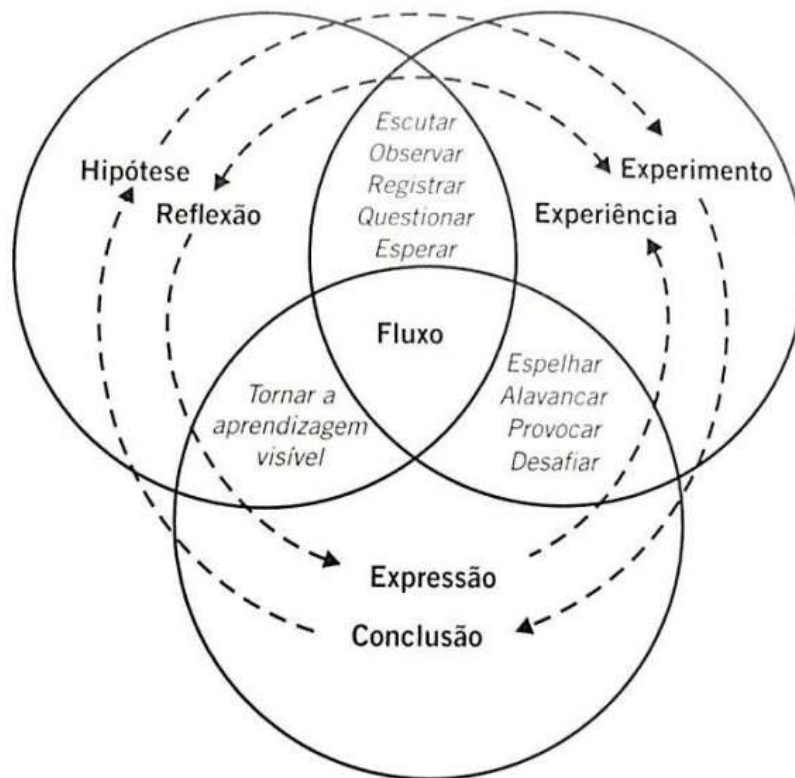 Escutar
Observar
Registrar
Questionar
Esperar
Hipótese
Reflexão
Experimento
Experiência
Fluxo
Tornar a
aprendizagem
visível
Espelhar
Alavancar
Provocar
Desafiar
Expressão
Conclusão